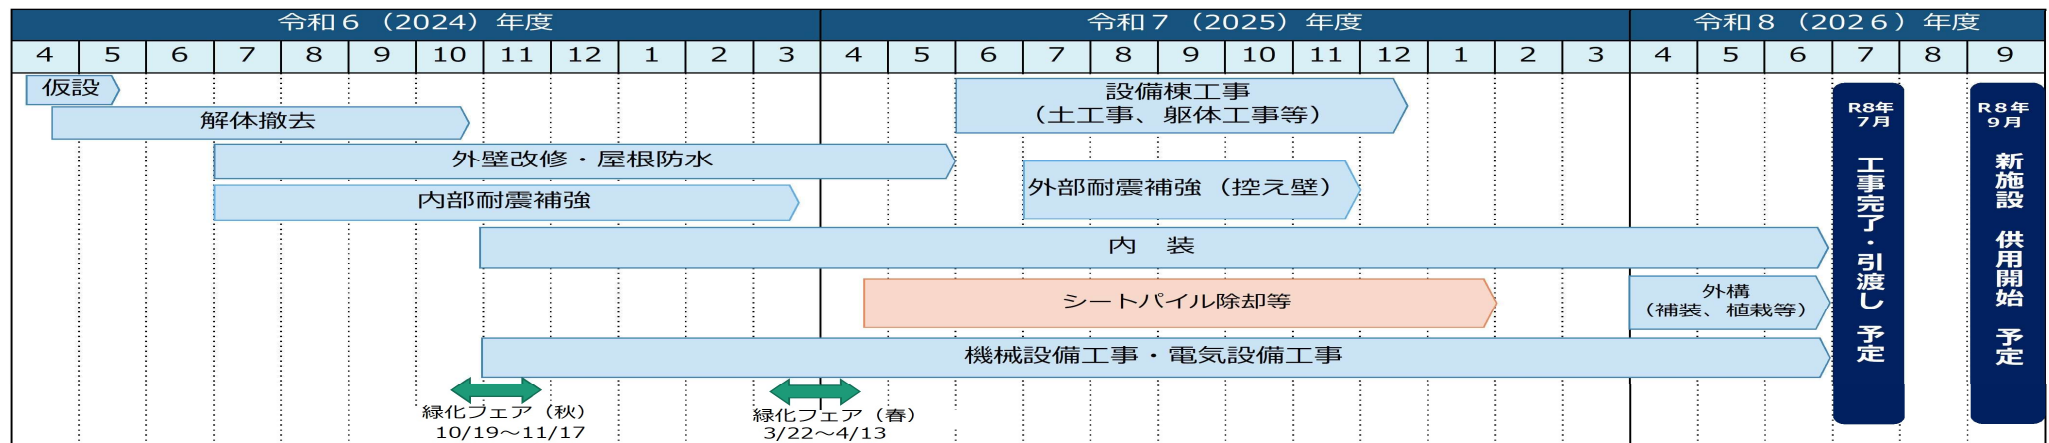 令和６（2024）年度 令和７（2025）年度 令和８（202６）年度
4 5 6 7 8 9 10 11 12 1 2 3 4 5 6 7 8 9 10 11 12 1 2 3 4 5 6 7 8 9
仮設
解体撤去
設備棟工事
（土工事、躯体工事等）
外壁改修・屋根防水
内部耐震補強
外部耐震補強（控え壁）
内　装
シートパイル除却等
外構
（補装、植栽等）
機械設備工事・電気設備工事
緑化フェア（秋）
10/19～11/17
緑化フェア（春）
3/22～4/13
R8年
7月
工事完了・引渡し 予定
R８年
９月
新施設 供用開始 予定